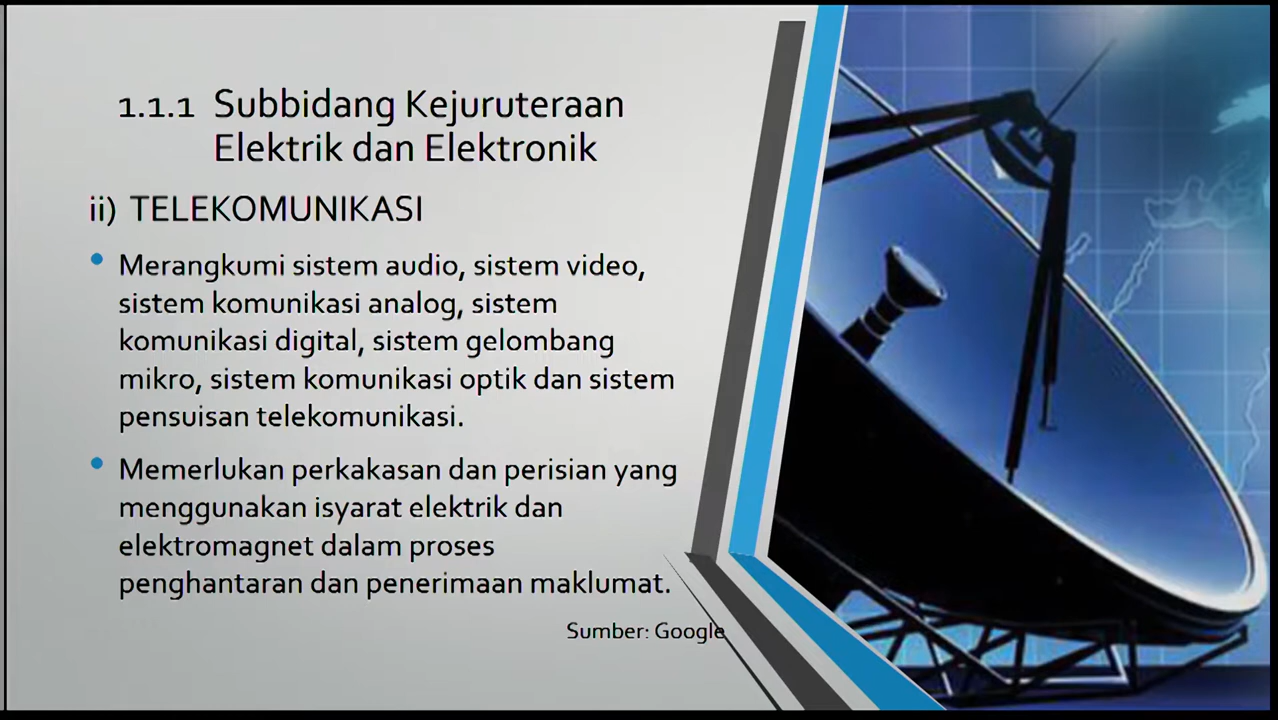 1.1.1 Subbidang Kejuruteraan
Elektrik dan Elektronik
ii) TELEKOMUNIKASI
• Merangkumi sistem audio, sistem video,
sistem komunikasi analog, sistem
komunikasi digital, sistem gelombang
mikro, sistem komunikasi optik dan sistem
pensuisan telekomunikasi.
• Memerlukan perkakasan dan perisian yang
menggunakan isyarat elektrik dan
elektromagnet dalam proses
penghantaran dan penerimaan maklumat.
Sumber: Google